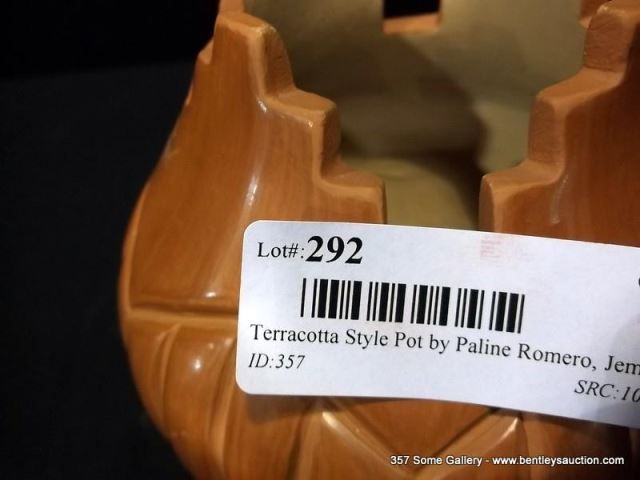 Lot#:292
Terracotta Style Pot by Paline Romero, Jem
ID:357
SRC:10
357 Some Gallery - www.bentleysauction.com